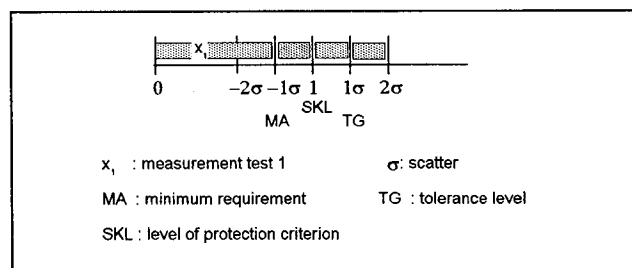 x₁
0 −2σ −1σ 1 1σ 2σ
SKL
MA TG
x₁ : measurement test 1 σ: scatter
MA : minimum requirement TG : tolerance level
SKL : level of protection criterion